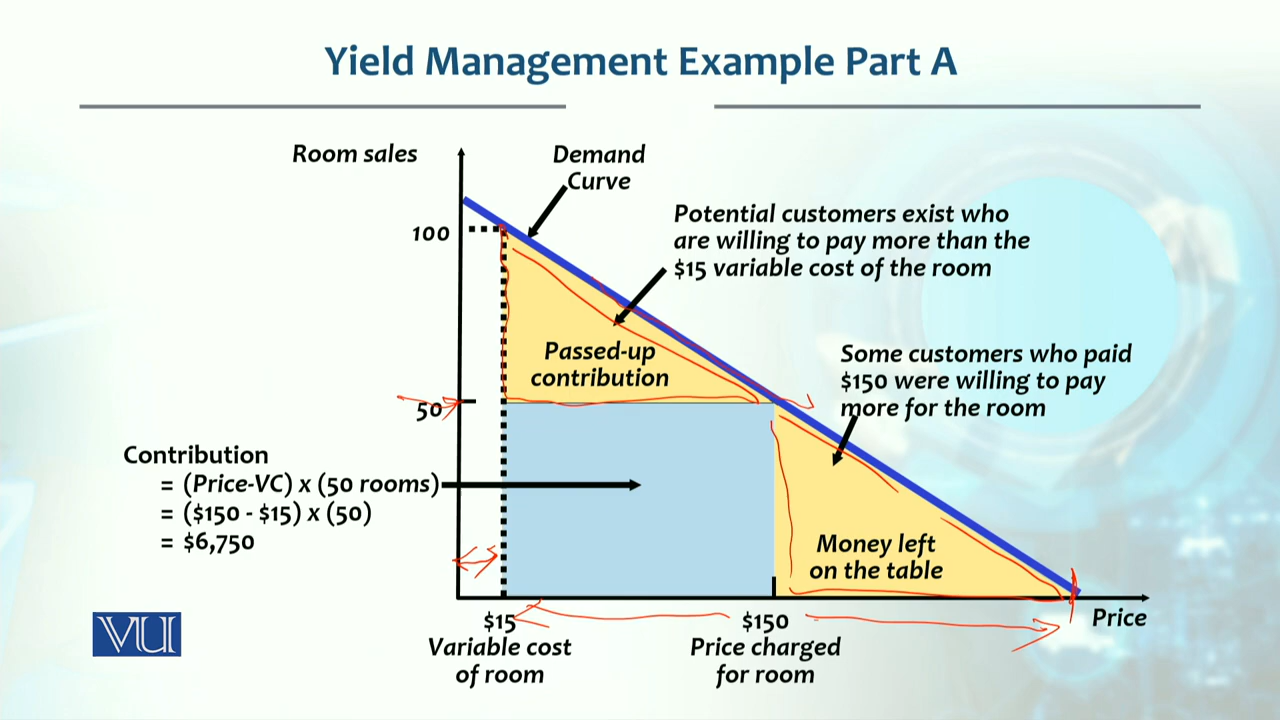 Yield Management Example Part A
Room sales
Demand
Curve
Potential customers exist who
are willing to pay more than the
$15 variable cost of the room
100
Passed-up
contribution
Some customers who paid
$150 were willing to pay
more for the room
50
Contribution
= (Price-VC) x (50 rooms)
= ($150 - $15) x (50)
= $6,750
Money left
on the table
$15
Variable cost
of room
$150
Price charged
for room
Price
VU